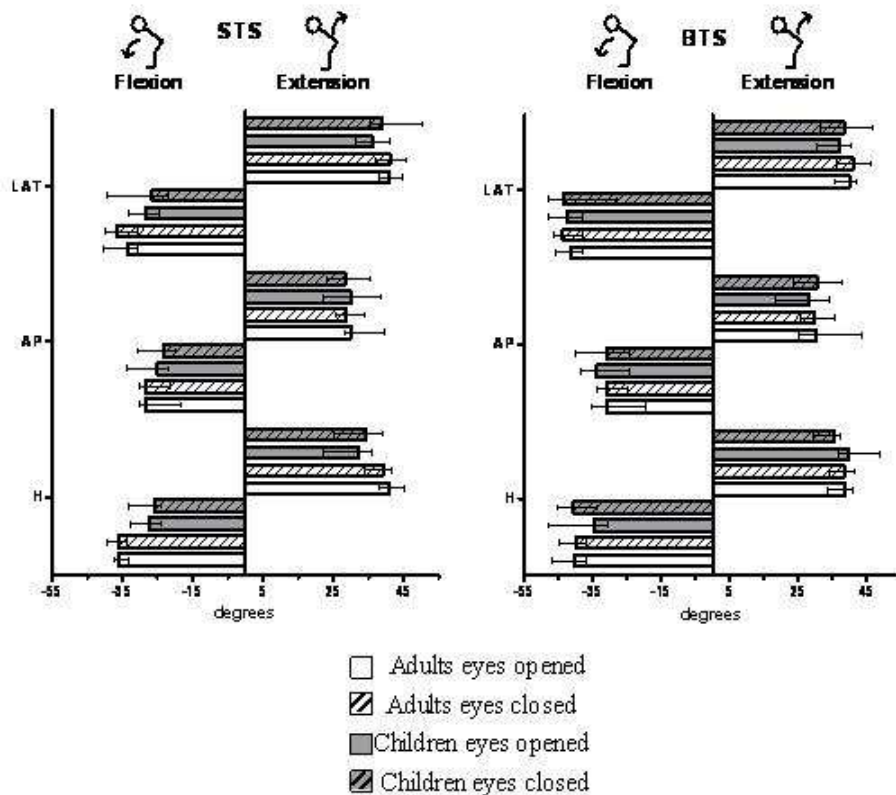 STS
Flexion Extension
BTS
Flexion Extension
LAT
AP
H
-55 -35 -15 5 25 45
degrees
LAT
AP
H
-55 -35 -15 5 25 45
degrees
Adults eyes opened
Adults eyes closed
Children eyes opened
Children eyes closed